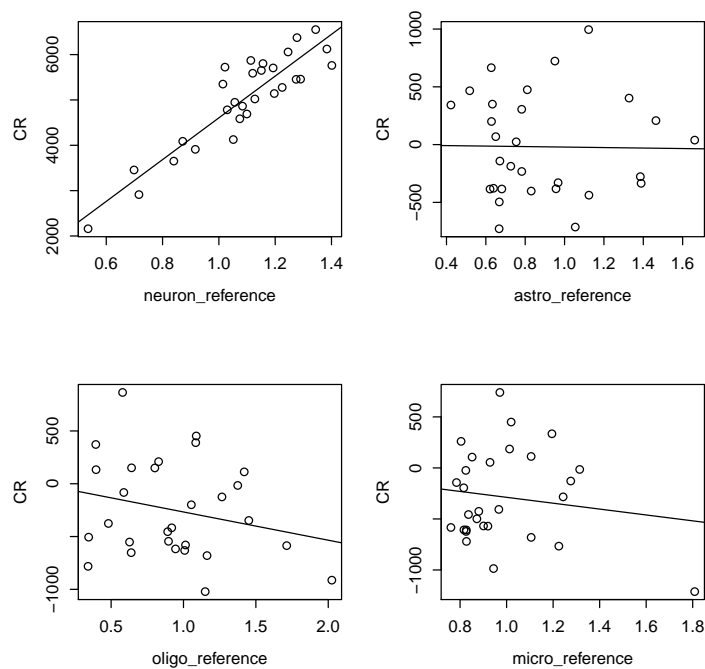 CR
2000
4000
6000
0.6 0.8 1.0 1.2 1.4
neuron_reference
CR
−500
0
500
1000
0.4 0.6 0.8 1.0 1.2 1.4 1.6
astro_reference
CR
−1000
0
500
0.5 1.0 1.5 2.0
oligo_reference
CR
−1000
0
500
0.8 1.0 1.2 1.4 1.6 1.8
micro_reference